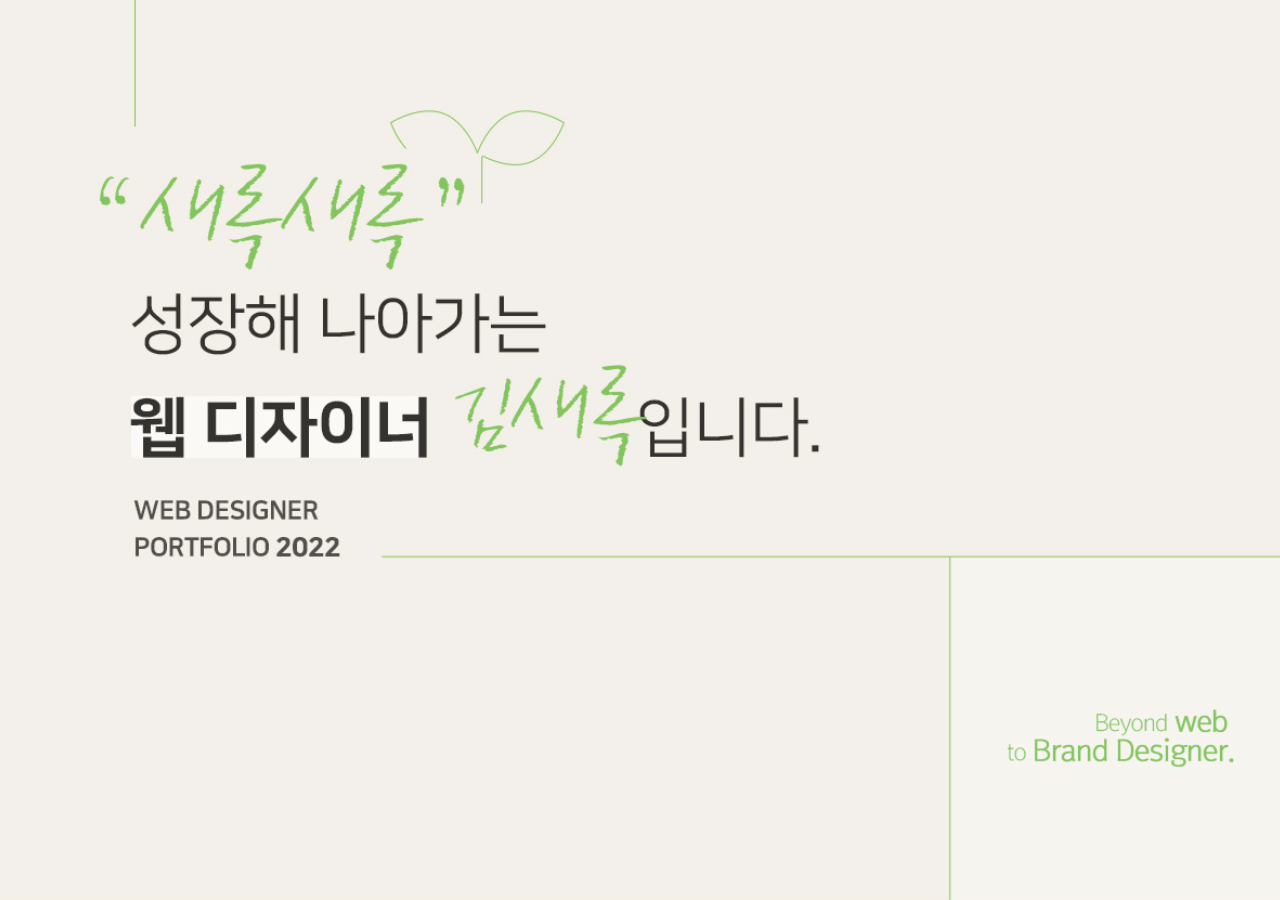 “새록새록”
성장해 나아가는
웹 디자이너 김새록입니다.
WEB DESIGNER
PORTFOLIO 2022
Beyond web
to Brand Designer.